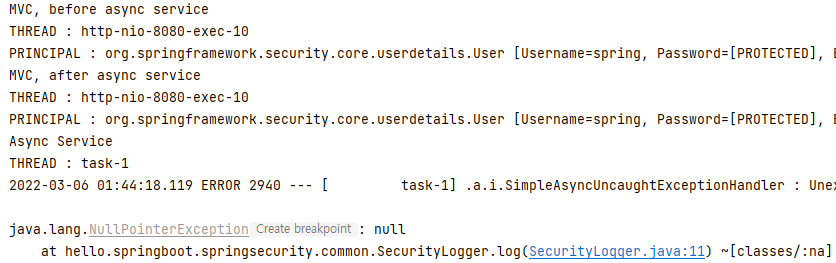 MVC, before async service
THREAD : http-nio-8080-exec-10
PRINCIPAL : org.springframework.security.core.userdetails.User [Username=spring, Password=[PROTECTED], E
MVC, after async service
THREAD : http-nio-8080-exec-10
PRINCIPAL : org.springframework.security.core.userdetails.User [Username=spring, Password=[PROTECTED], E
Async Service
THREAD : task-1
2022-03-06 01:44:18.119 ERROR 2940 --- [         task-1] .a.i.SimpleAsyncUncaughtExceptionHandler : Unex
java.lang.NullPointerException Create breakpoint : null
    at hello.springboot.springsecurity.common.SecurityLogger.log(SecurityLogger.java:11) ~[classes/:na]